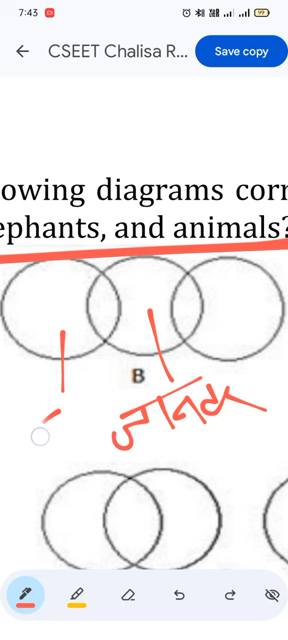 7:43
CSEET Chalisa R...
Save copy
owing diagrams corr
ephants, and animals?
B